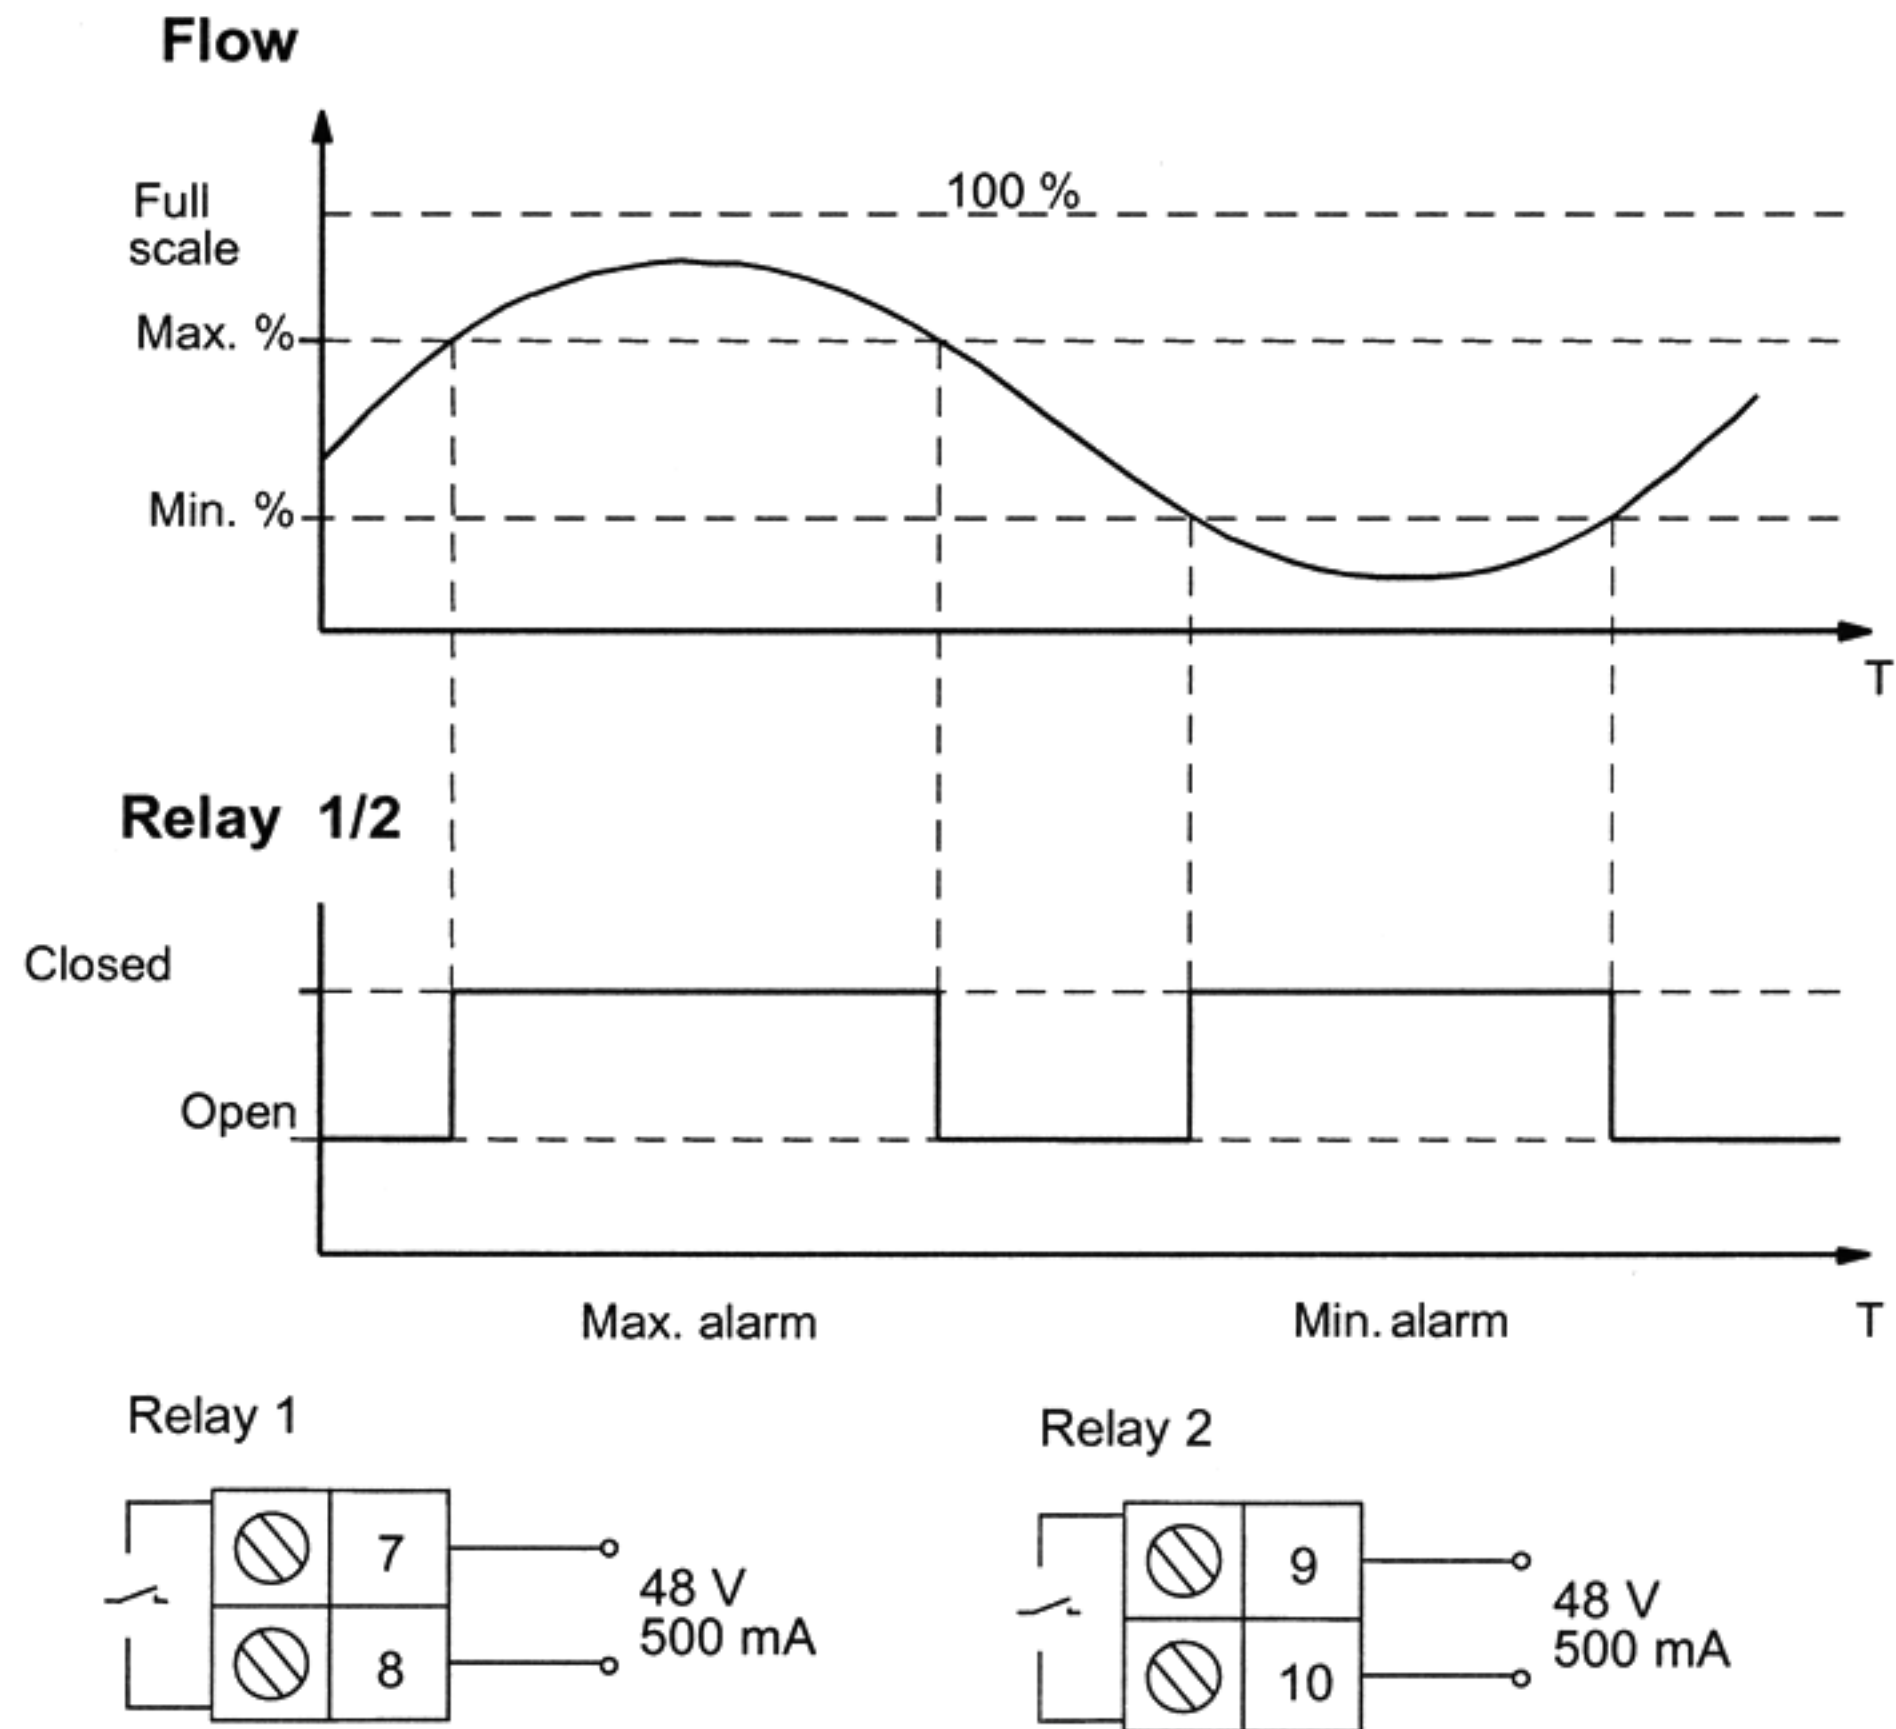 Flow
100 %
Full
scale
Max. %
Min. %
T
Relay 1/2
Closed
Open
Max. alarm
Min. alarm
T
Relay 1
Relay 2
7
48 V
500 mA
8
9
48 V
500 mA
10